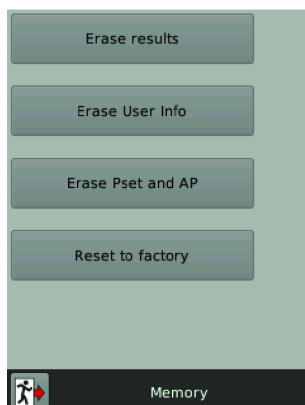 Erase results
Erase User Info
Erase Pset and AP
Reset to factory
Memory